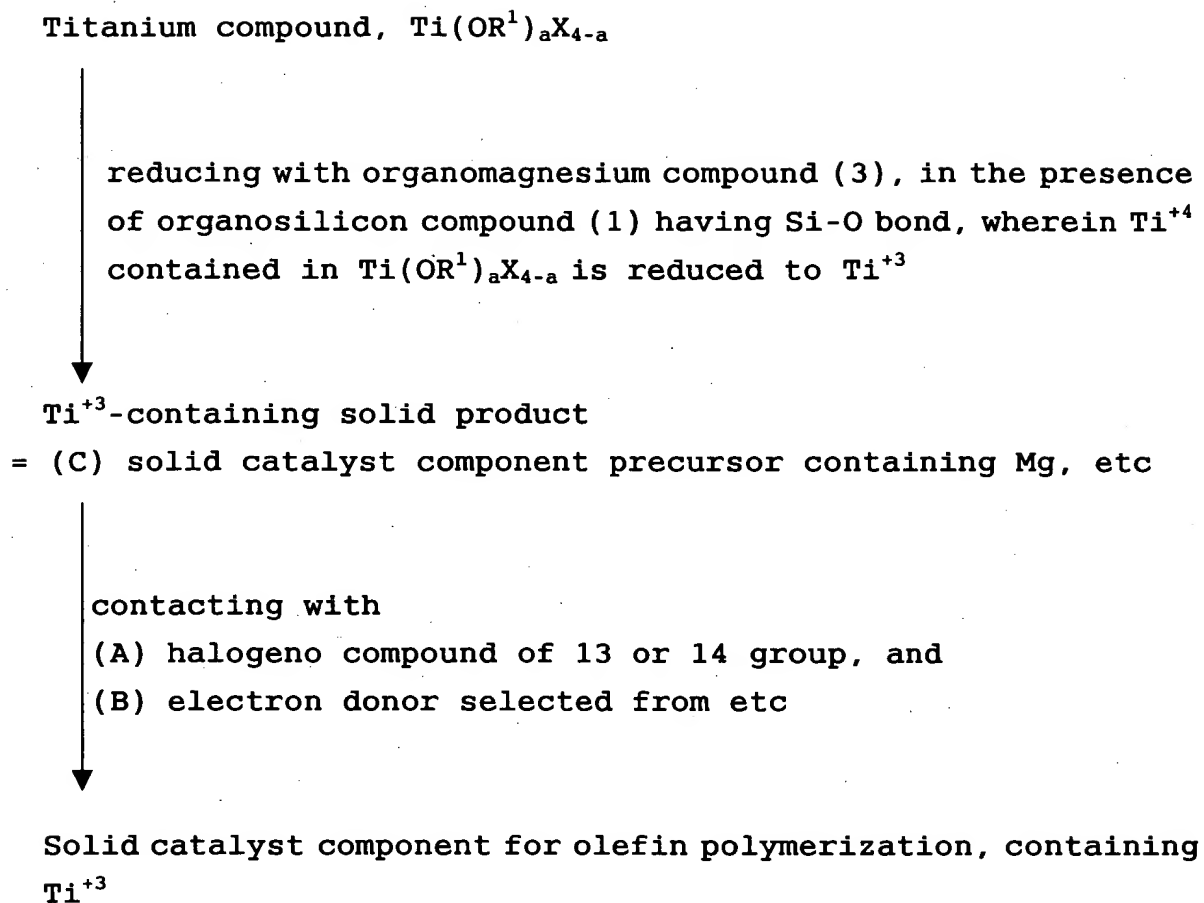 Titanium compound, Ti(OR¹)ₐX₄₋ₐ
reducing with organomagnesium compound (3), in the presence
of organosilicon compound (1) having Si-O bond, wherein Ti⁺⁴
contained in Ti(OR¹)ₐX₄₋ₐ is reduced to Ti⁺³
Ti⁺³-containing solid product
= (C) solid catalyst component precursor containing Mg, etc
contacting with
(A) halogeno compound of 13 or 14 group, and
(B) electron donor selected from etc
Solid catalyst component for olefin polymerization, containing
Ti⁺³